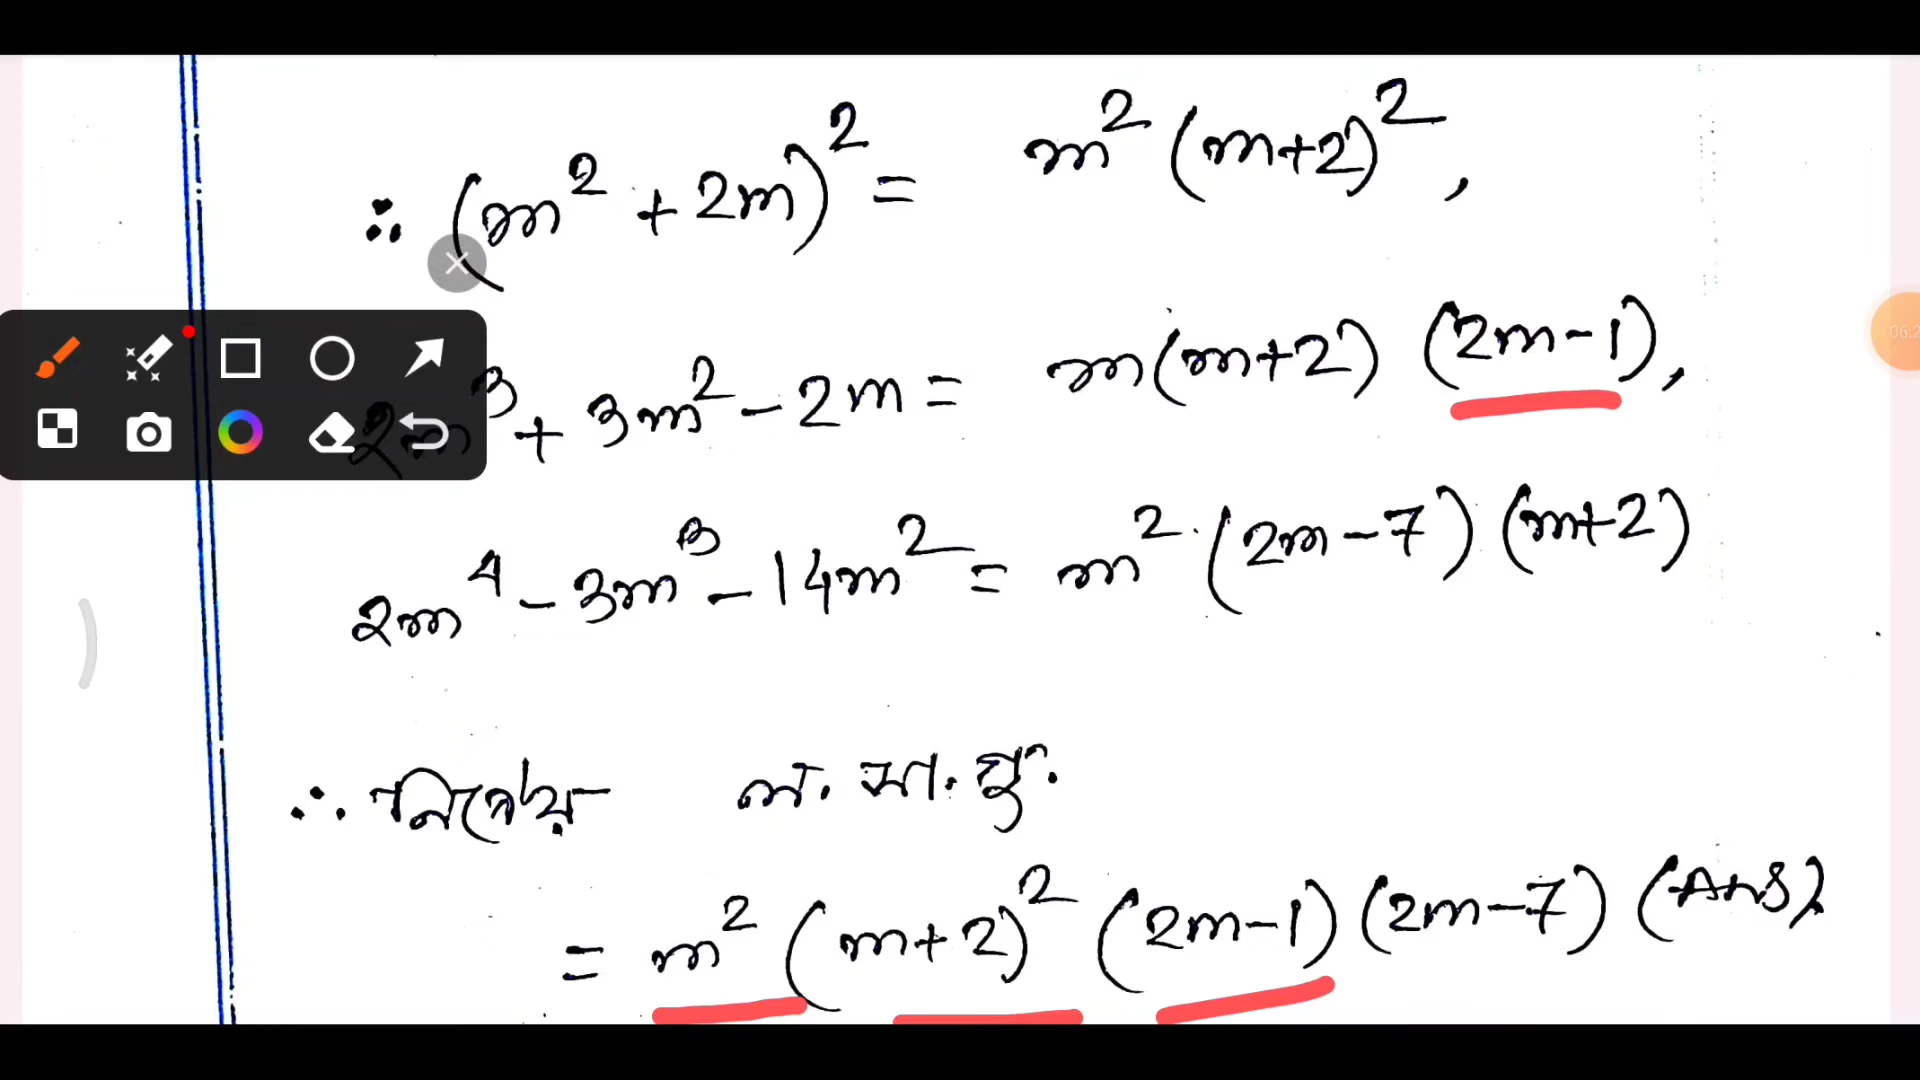 ∴ (m² + 2m)² = m² (m+2)²,
2m³ + 3m² - 2m = m(m+2) (2m-1),
2m⁴ - 3m³ - 14m² = m². (2m-7) (m+2)
∴ নির্ণেয় ল. সা. গু.
= m² (m+2)² (2m-1) (2m-7) (Ans)